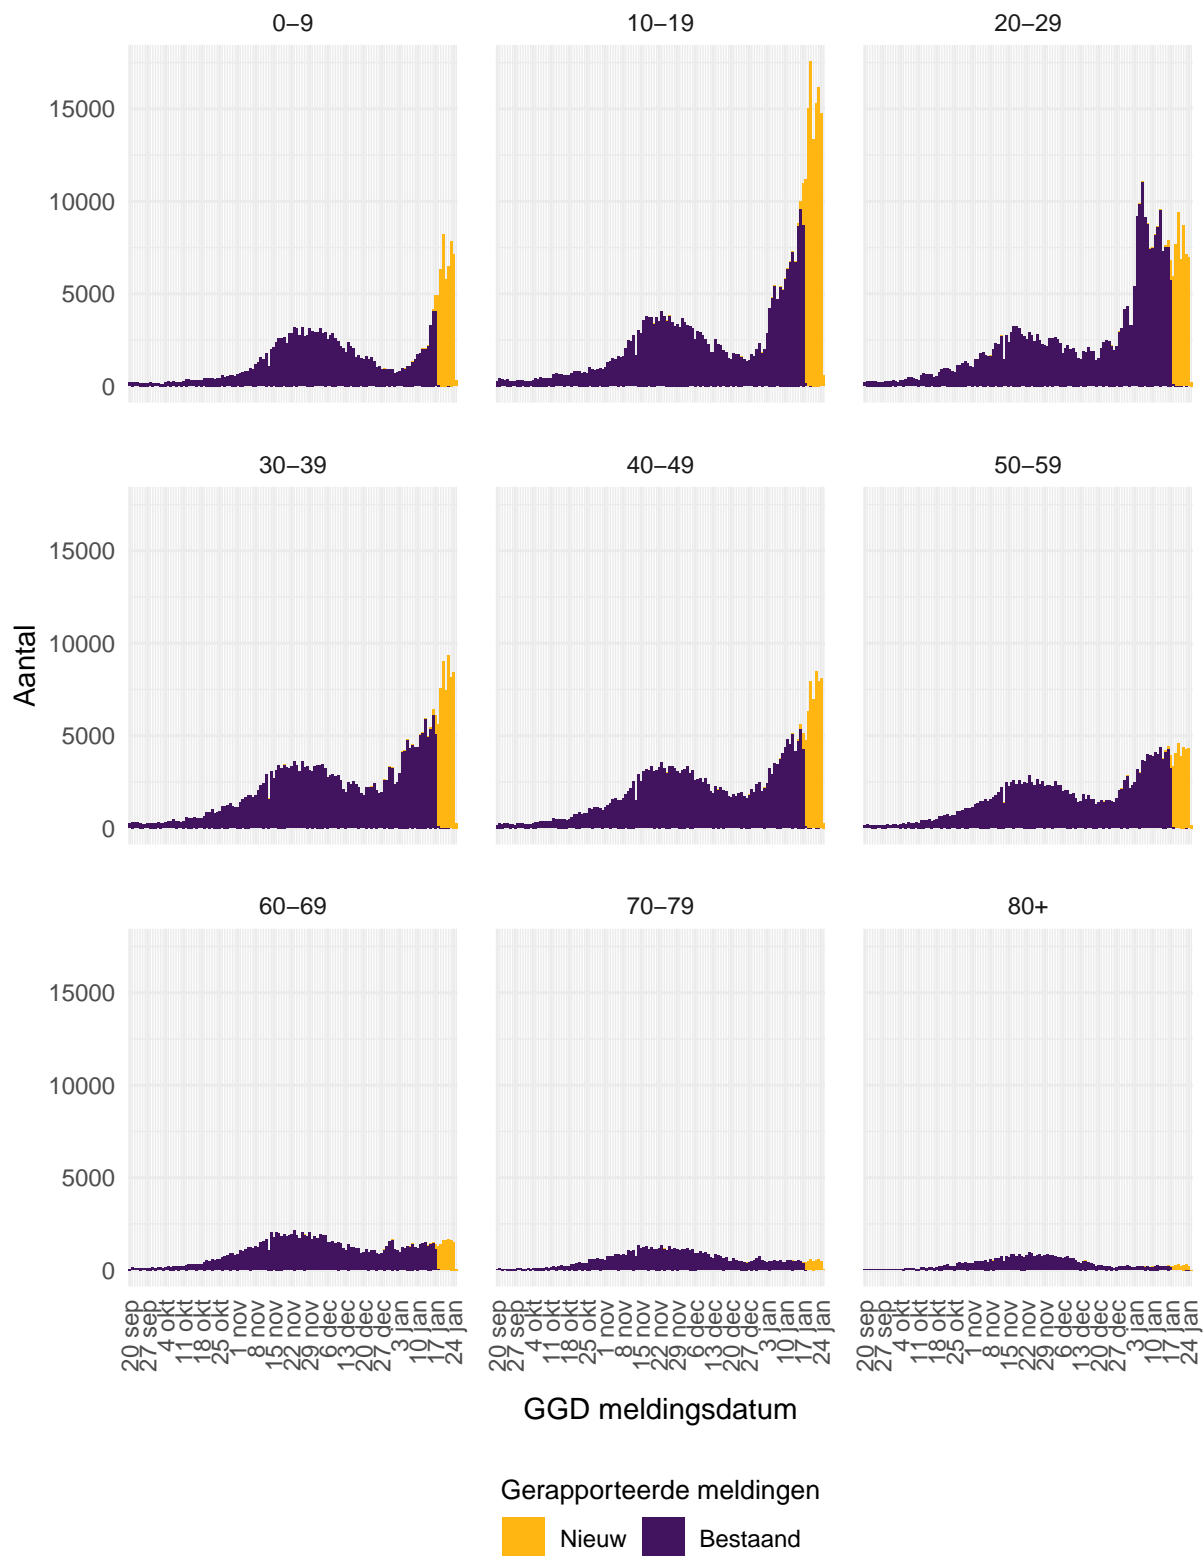 0–9 10–19 20–29
15000
10000
5000
0
30–39 40–49 50–59
15000
10000
5000
0
Aantal
60–69 70–79 80+
15000
10000
5000
0
20 sep 27 sep 4 okt 11 okt 18 okt 25 okt 1 nov 8 nov 15 nov 22 nov 29 nov 6 dec 13 dec 20 dec 27 dec 3 jan 10 jan 17 jan 24 jan
20 sep 27 sep 4 okt 11 okt 18 okt 25 okt 1 nov 8 nov 15 nov 22 nov 29 nov 6 dec 13 dec 20 dec 27 dec 3 jan 10 jan 17 jan 24 jan
20 sep 27 sep 4 okt 11 okt 18 okt 25 okt 1 nov 8 nov 15 nov 22 nov 29 nov 6 dec 13 dec 20 dec 27 dec 3 jan 10 jan 17 jan 24 jan
GGD meldingsdatum
Gerapporteerde meldingen
Nieuw Bestaand